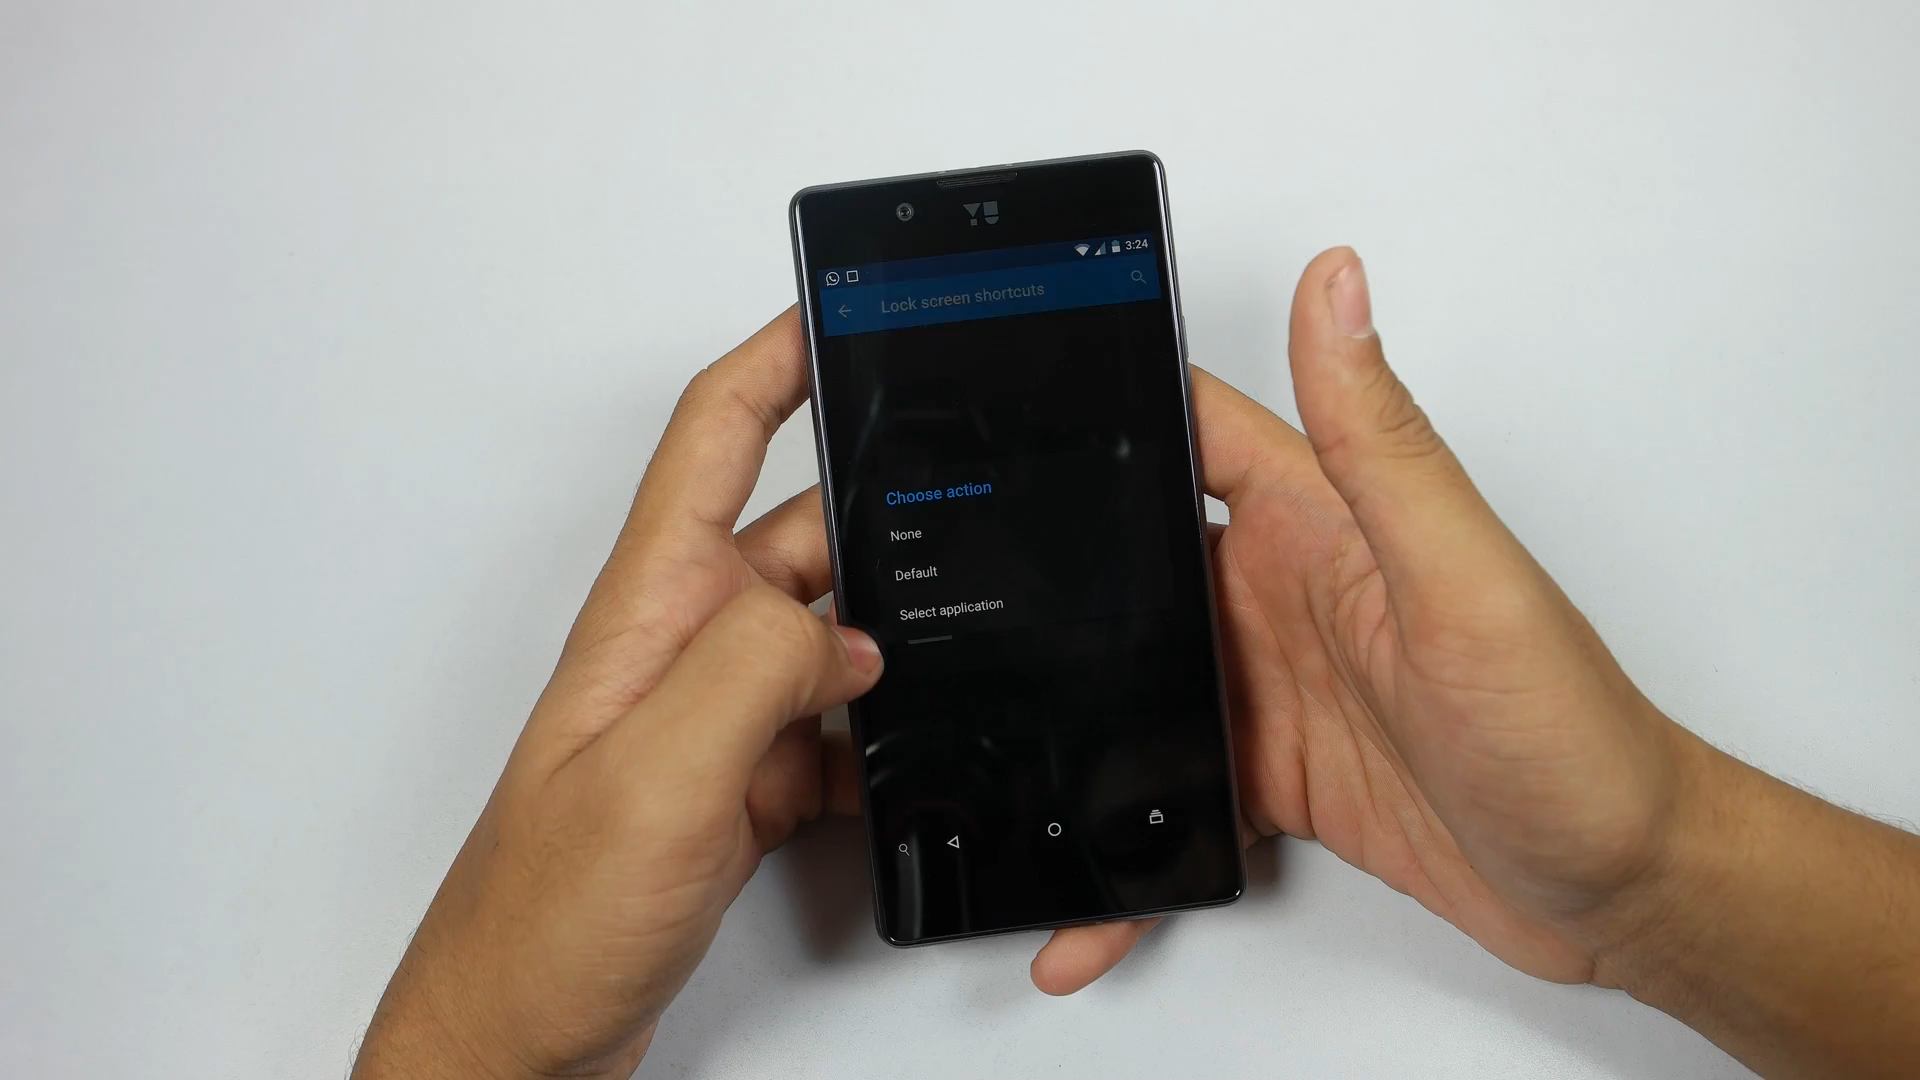 YU
3:24
Lock screen shortcuts
Choose action
None
Default
Select application